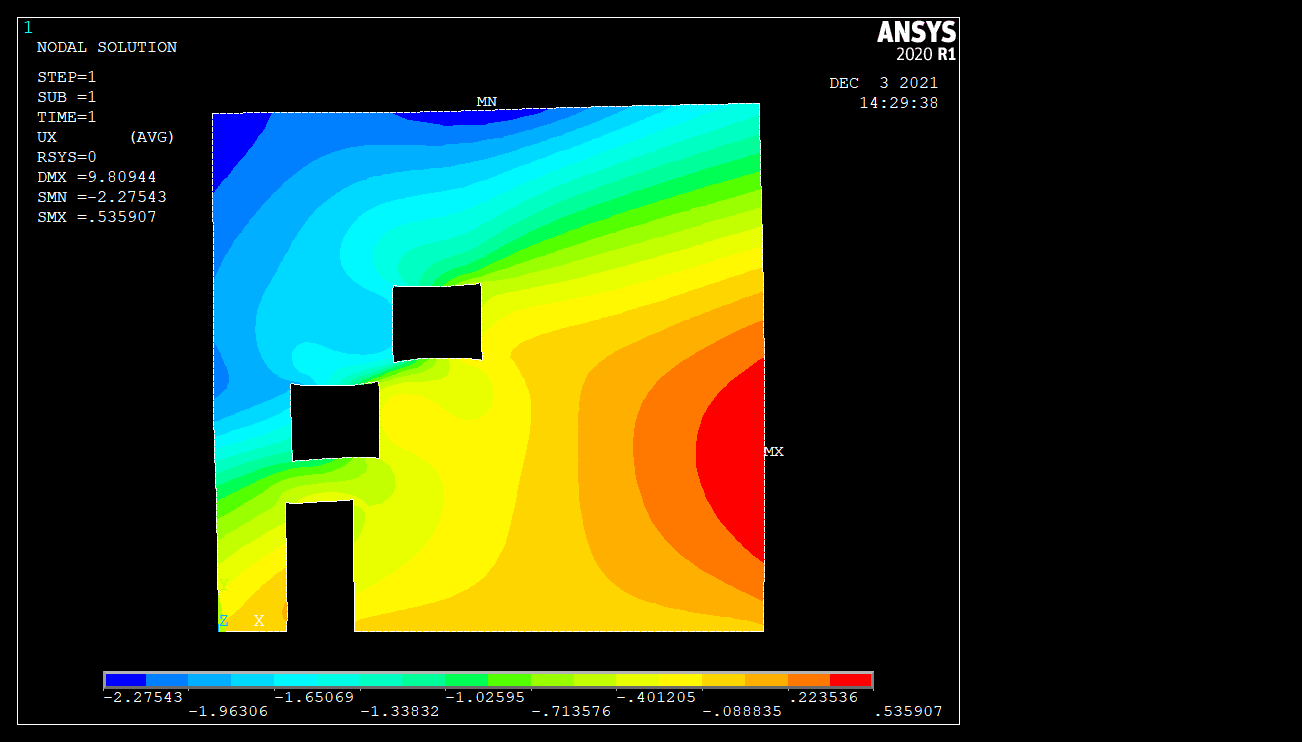 1
ANSYS
2020 R1
NODAL SOLUTION
STEP=1
SUB =1
TIME=1
UX (AVG)
RSYS=0
DMX =9.80944
SMN =-2.27543
SMX =.535907
DEC 3 2021
14:29:38
MN
MX
Z X
-2.27543 -1.65069 -1.02595 -.401205 .223536
-1.96306 -1.33832 -.713576 -.088835 .535907